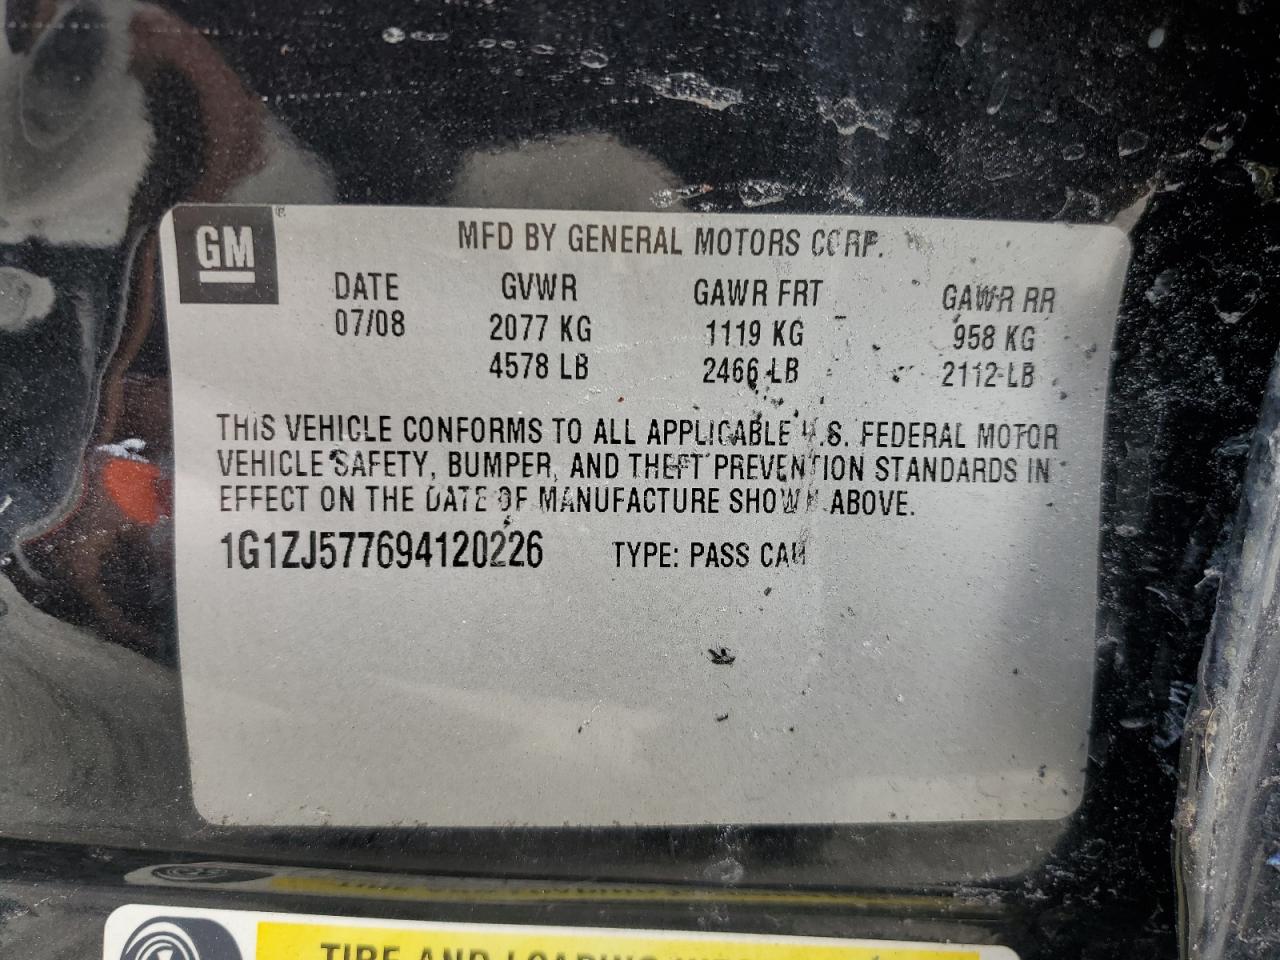 GM
MFD BY GENERAL MOTORS CORP.
DATE GVWR GAWR FRT GAWR RR
07/08 2077 KG 1119 KG 958 KG
4578 LB 2466 LB 2112 LB
THIS VEHICLE CONFORMS TO ALL APPLICABLE U.S. FEDERAL MOTOR
VEHICLE SAFETY, BUMPER, AND THEFT PREVENTION STANDARDS IN
EFFECT ON THE DATE OF MANUFACTURE SHOWN ABOVE.
1G1ZJ577694120226 TYPE: PASS CAR
TIRE AND LOADING